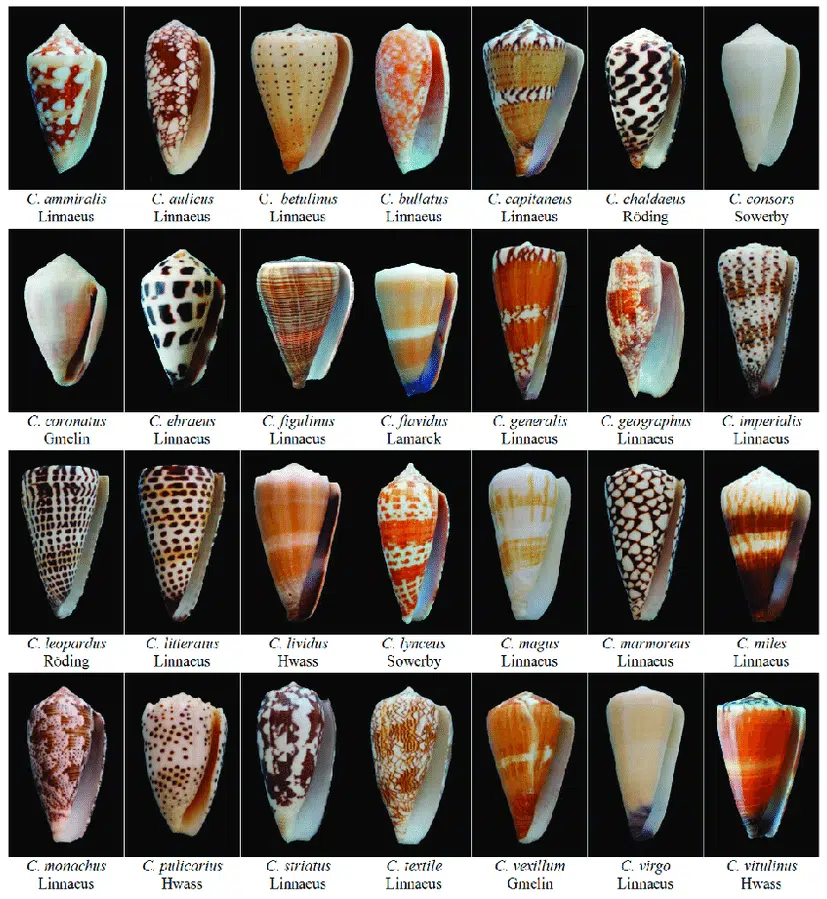 C. ammiralis
Linnaeus
C. aulicus
Linnaeus
C. betulinus
Linnaeus
C. bullatus
Linnaeus
C. capitaneus
Linnaeus
C. chaldaeus
Röding
C. consors
Sowerby
C. coronatus
Gmelin
C. ebraeus
Linnaeus
C. figulinus
Linnaeus
C. flavidus
Lamarck
C. generalis
Linnaeus
C. geographus
Linnaeus
C. imperialis
Linnaeus
C. leopardus
Röding
C. litteratus
Linnaeus
C. lividus
Hwass
C. lynceus
Sowerby
C. magus
Linnaeus
C. marmoreus
Linnaeus
C. miles
Linnaeus
C. monachus
Linnaeus
C. pulicarius
Hwass
C. striatus
Linnaeus
C. textile
Linnaeus
C. vexillum
Gmelin
C. virgo
Linnaeus
C. vitulinus
Hwass